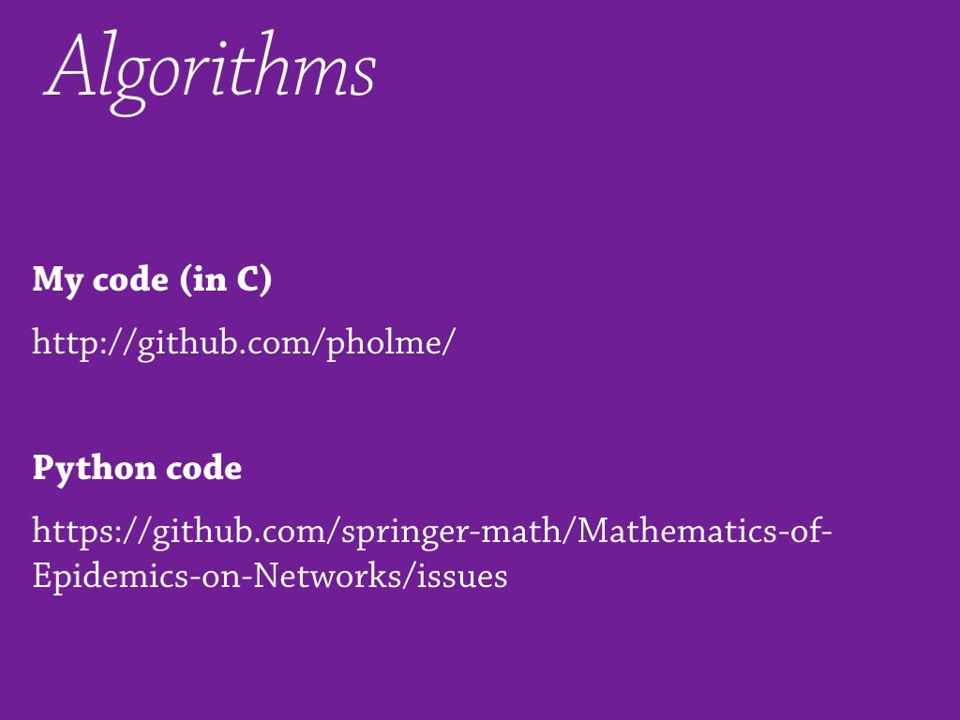 Algorithms
My code (in C)
http://github.com/pholme/
Python code
https://github.com/springer-math/Mathematics-of-
Epidemics-on-Networks/issues